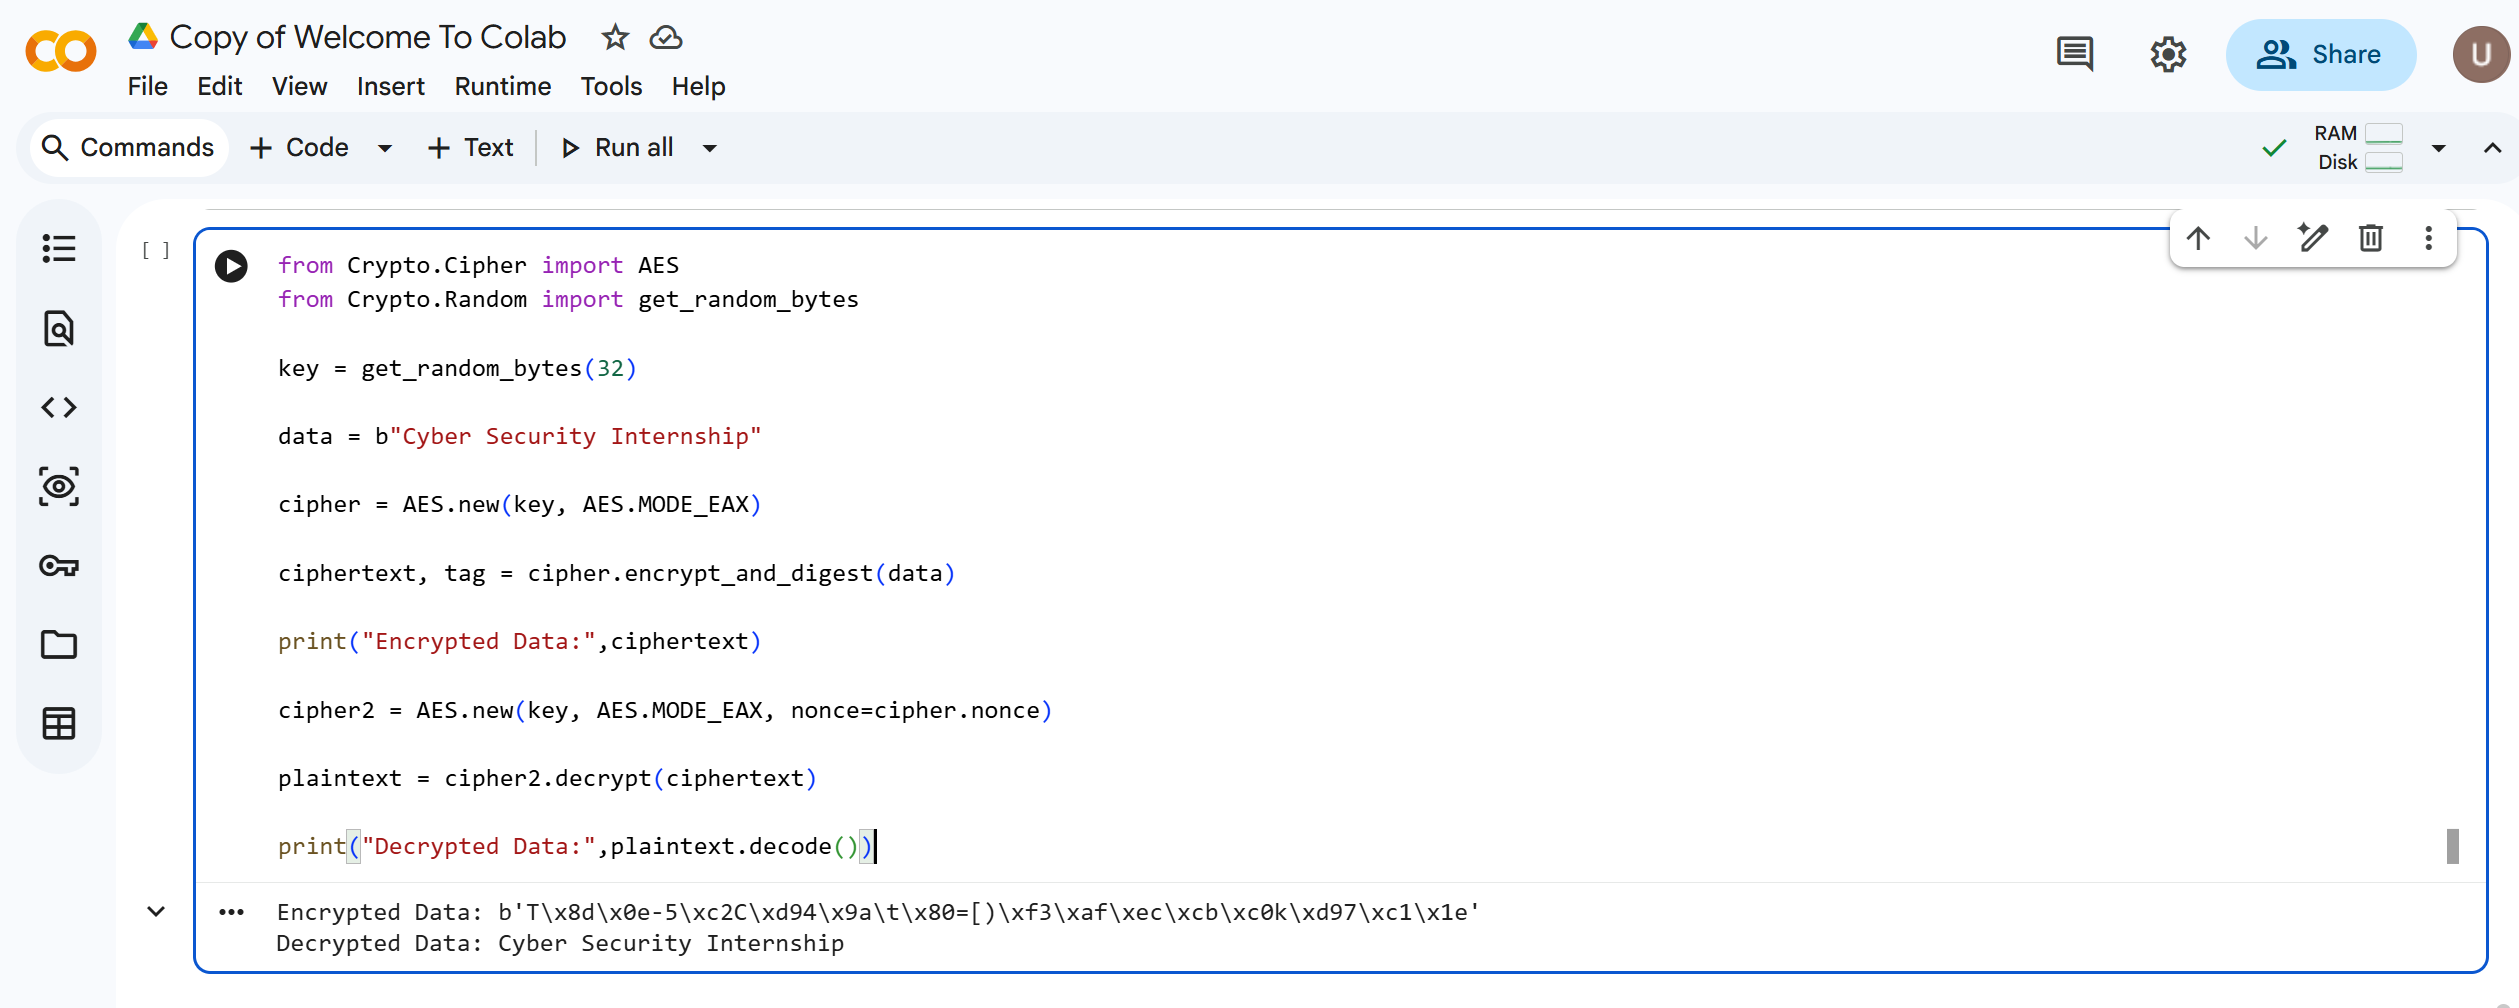 Copy of Welcome To Colab
File Edit View Insert Runtime Tools Help
Share
U
Commands + Code + Text Run all
RAM
Disk
[ ]
from Crypto.Cipher import AES
from Crypto.Random import get_random_bytes
key = get_random_bytes(32)
data = b"Cyber Security Internship"
cipher = AES.new(key, AES.MODE_EAX)
ciphertext, tag = cipher.encrypt_and_digest(data)
print("Encrypted Data:",ciphertext)
cipher2 = AES.new(key, AES.MODE_EAX, nonce=cipher.nonce)
plaintext = cipher2.decrypt(ciphertext)
print("Decrypted Data:",plaintext.decode())
Encrypted Data: b'T\x8d\x0e-5\xc2C\xd94\x9a\t\x80=[)\xf3\xaf\xec\xcb\xc0k\xd97\xc1\x1e'
Decrypted Data: Cyber Security Internship